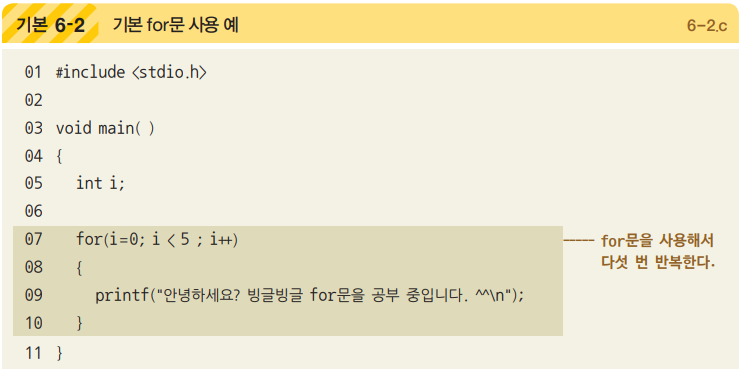 기본 6-2 기본 for문 사용 예 6-2.c
01 #include <stdio.h>
02
03 void main( )
04 {
05 int i;
06
07 for(i=0; i < 5 ; i++) ----- for문을 사용해서
다섯 번 반복한다.
08 {
09 printf("안녕하세요? 빙글빙글 for문을 공부 중입니다. ^^\n");
10 }
11 }